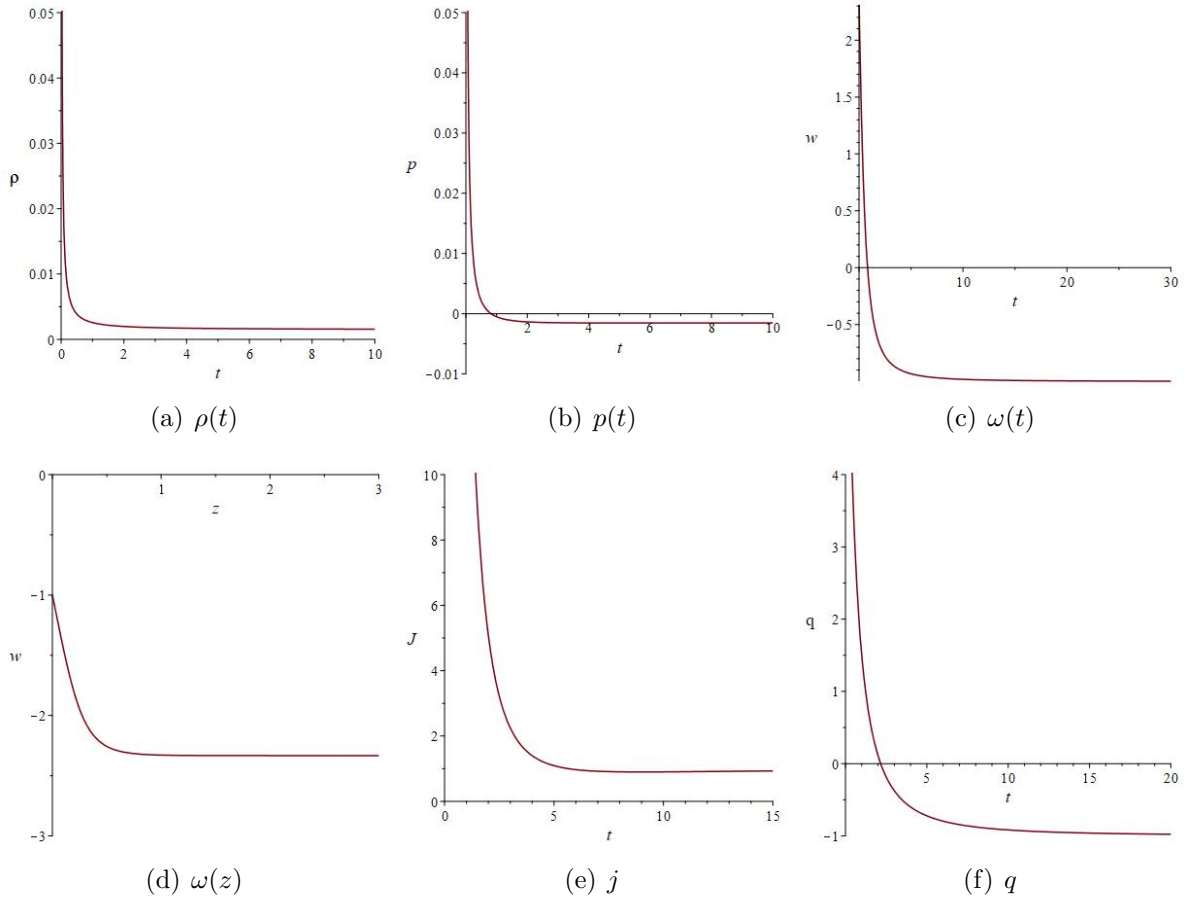 0.05
0.04
0.03
ρ
0.02
0.01
0
0 2 4 6 8 10
t
(a) ρ(t)
0.05
0.04
0.03
p
0.02
0.01
0
2 4 6 8 10
t
−0.01
(b) p(t)
2
1.5
w
1
0.5
0
10 20 30
t
−0.5
(c) ω(t)
0
1 2 3
z
−1
w
−2
−3
(d) ω(z)
10
8
6
J
4
2
0
0 5 10 15
t
(e) j
4
3
2
q
1
0
5 10 15 20
t
−1
(f) q